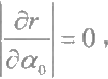 |∂r/∂α₀| = 0，